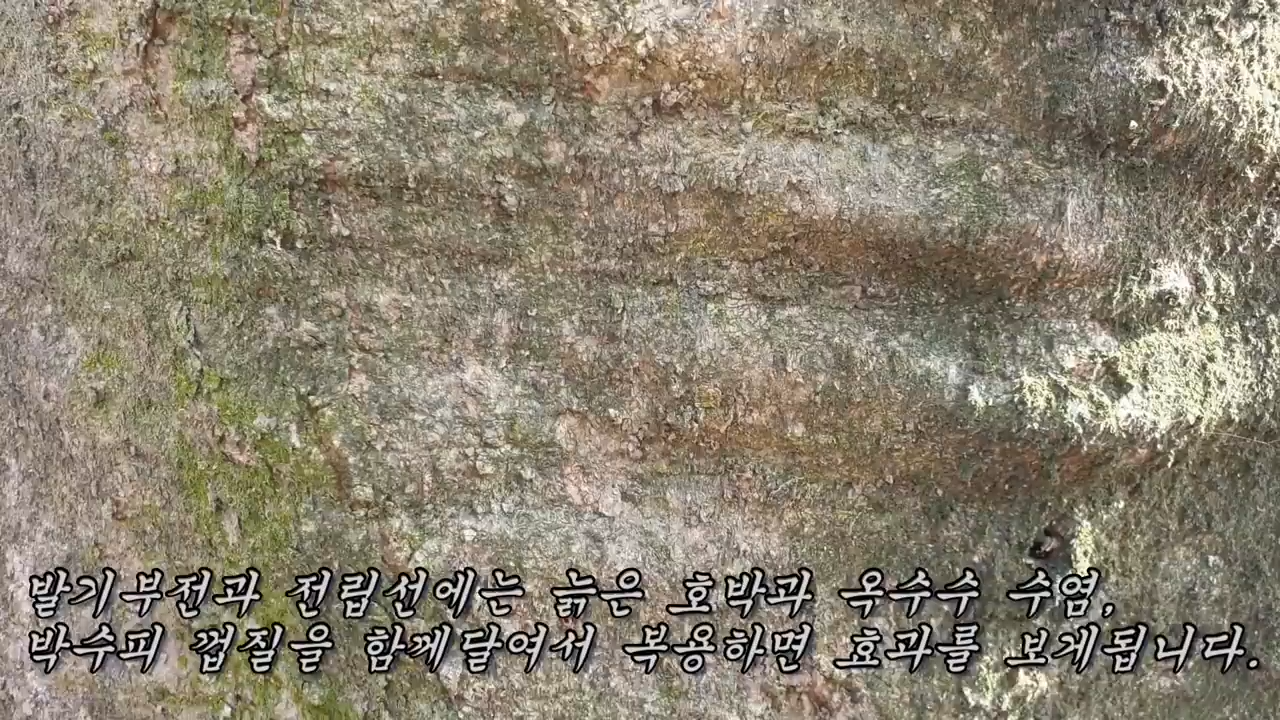 발기부전과 전립선에는 늙은 호박과 옥수수 수염,
박수피 껍질을 함께달여서 복용하면 효과를 보게됩니다.